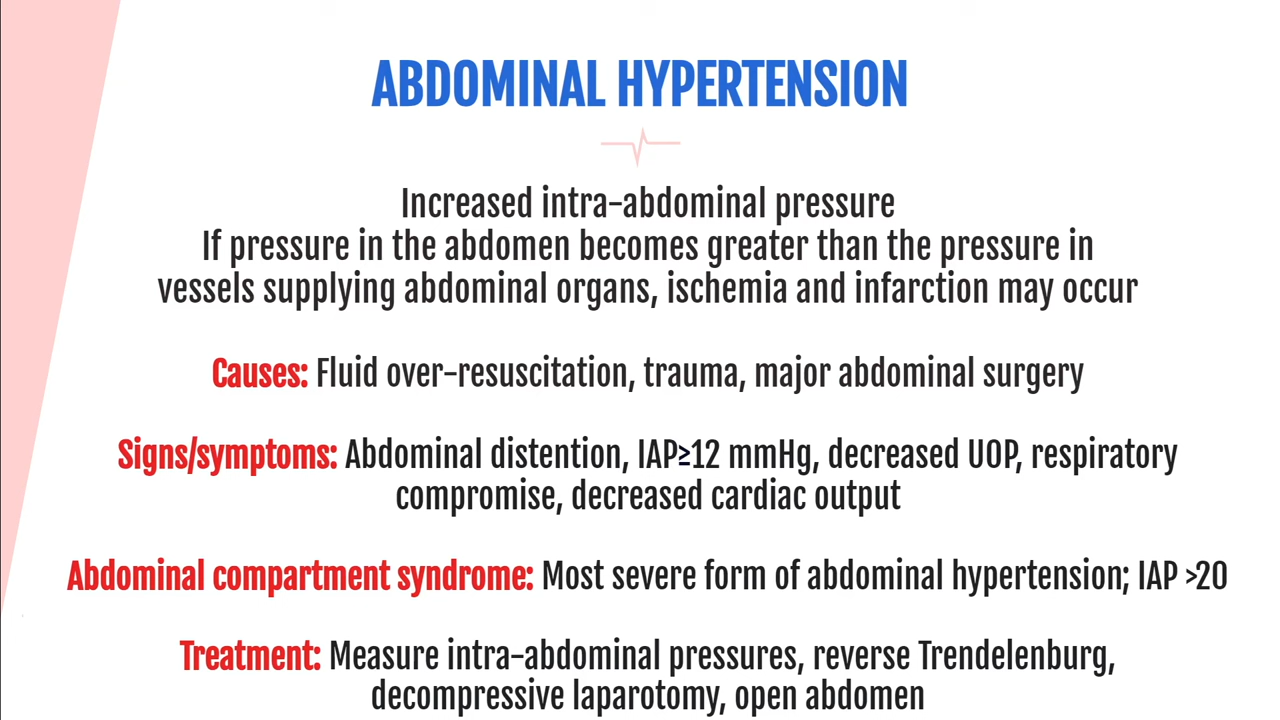 ABDOMINAL HYPERTENSION
Increased intra-abdominal pressure
If pressure in the abdomen becomes greater than the pressure in
vessels supplying abdominal organs, ischemia and infarction may occur
Causes: Fluid over-resuscitation, trauma, major abdominal surgery
Signs/symptoms: Abdominal distention, IAP≥12 mmHg, decreased UOP, respiratory
compromise, decreased cardiac output
Abdominal compartment syndrome: Most severe form of abdominal hypertension; IAP >20
Treatment: Measure intra-abdominal pressures, reverse Trendelenburg,
decompressive laparotomy, open abdomen